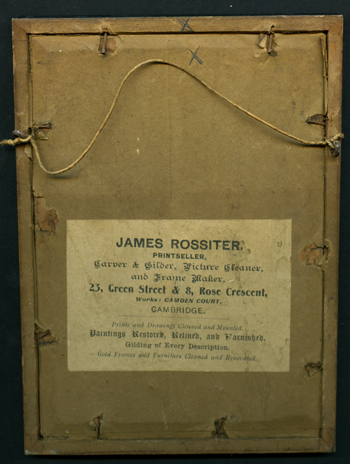 JAMES ROSSITER,
PRINTSELLER,
Carver & Gilder, Picture Cleaner,
and Frame Maker,
23, Green Street & 8, Rose Crescent,
Works: CAMDEN COURT,
CAMBRIDGE.
Prints and Drawings Cleaned and Mounted.
Paintings Restored, Relined, and Varnished.
Gilding of Every Description.
Gold Frames and Furniture Cleaned and Renovated.